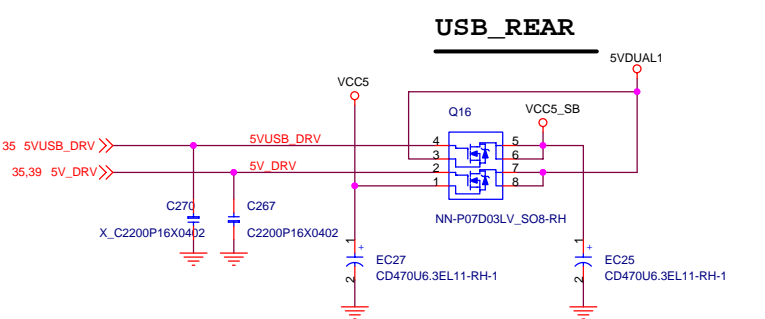 USB_REAR
5VDUAL1
VCC5
Q16
VCC5_SB
35 5VUSB_DRV
5VUSB_DRV
4
5
3
6
35,39 5V_DRV
5V_DRV
2
7
1
8
C270
C267
X_C2200P16X0402
C2200P16X0402
NN-P07D03LV_SO8-RH
1
+
EC27
CD470U6.3EL11-RH-1
2
1
+
EC25
CD470U6.3EL11-RH-1
2